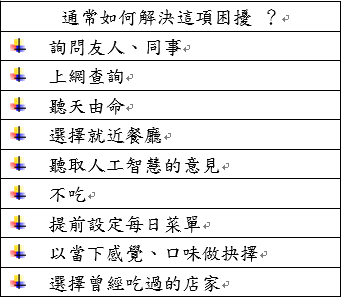 通常如何解決這項困擾 ？
詢問友人、同事
上網查詢
聽天由命
選擇就近餐廳
聽取人工智慧的意見
不吃
提前設定每日菜單
以當下感覺、口味做抉擇
選擇曾經吃過的店家